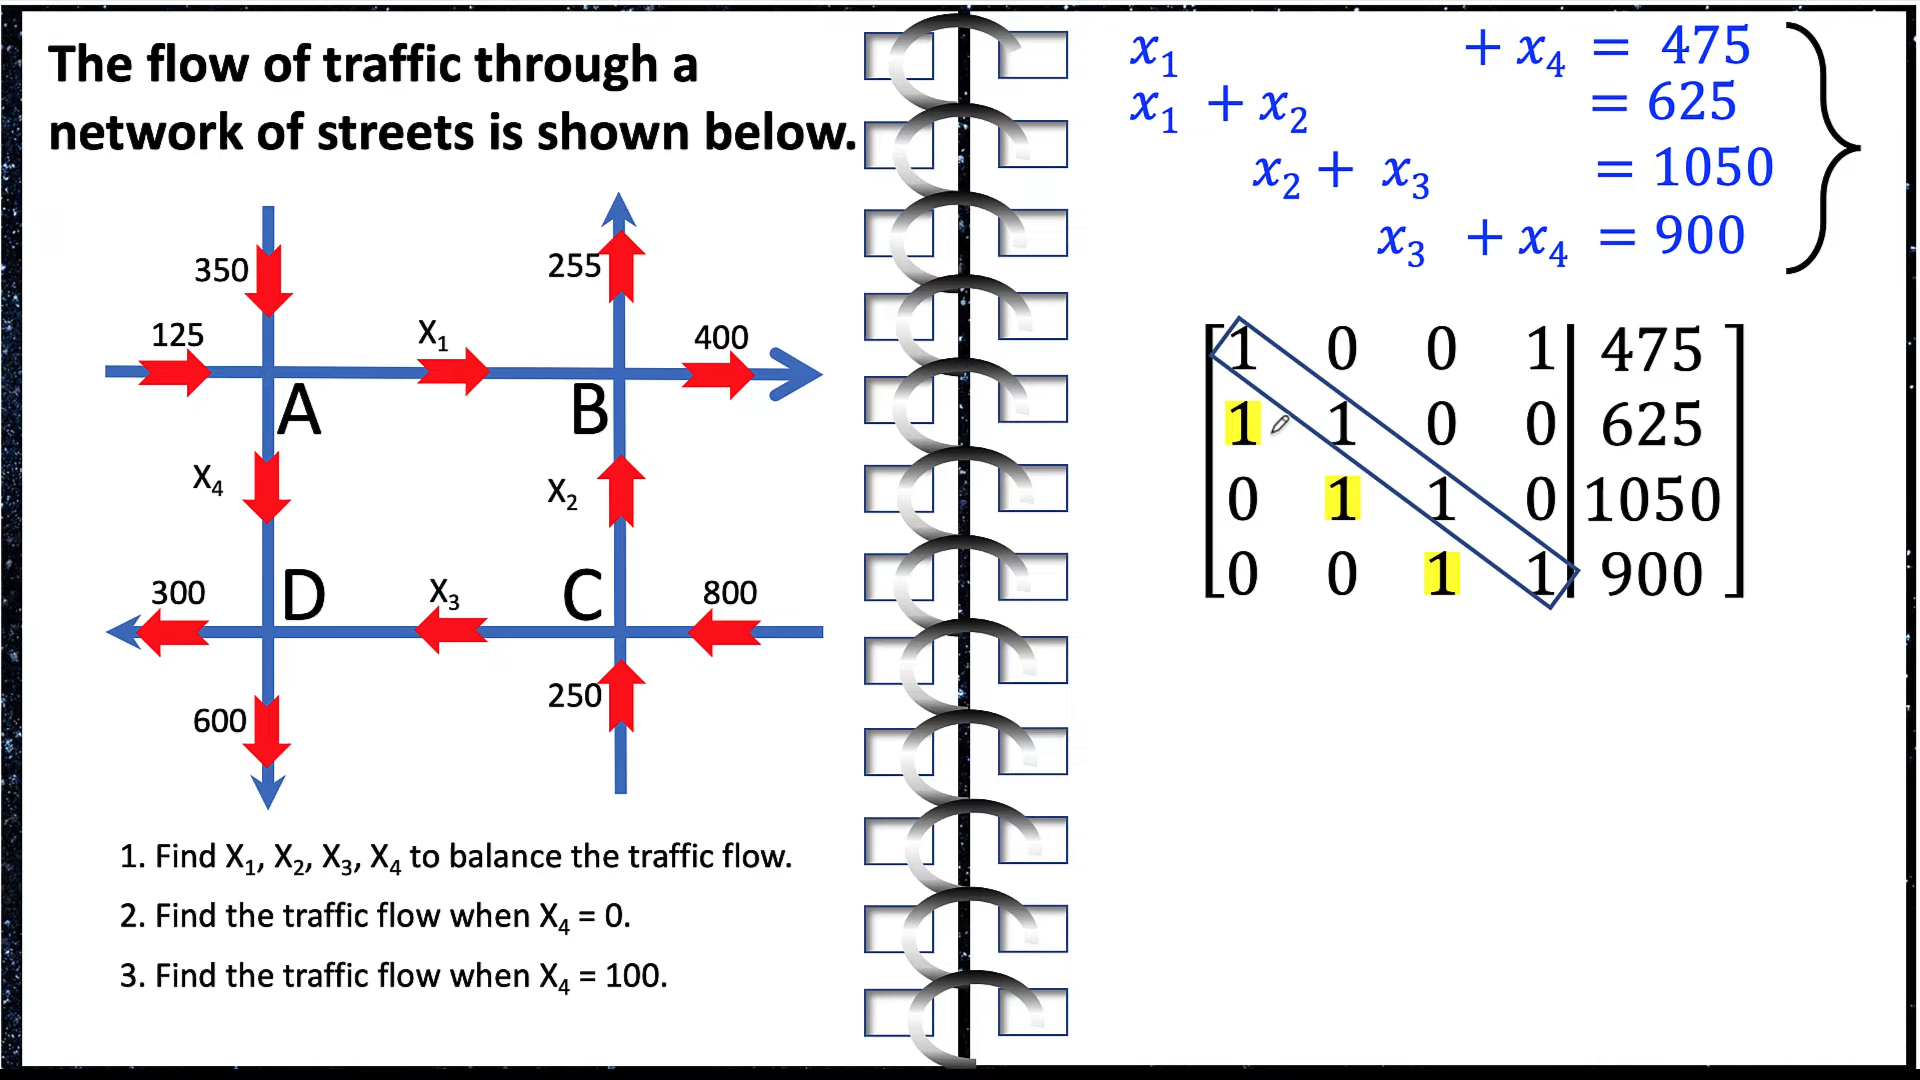 The flow of traffic through a
network of streets is shown below.
350
255
125
X₁
400
A
B
X₄
X₂
D
C
300
X₃
800
600
250
1. Find X₁, X₂, X₃, X₄ to balance the traffic flow.
2. Find the traffic flow when X₄ = 0.
3. Find the traffic flow when X₄ = 100.
x₁ + x₄ = 475
x₁ + x₂ = 625
x₂ + x₃ = 1050
x₃ + x₄ = 900
1 0 0 1 | 475
1 1 0 0 | 625
0 1 1 0 | 1050
0 0 1 1 | 900